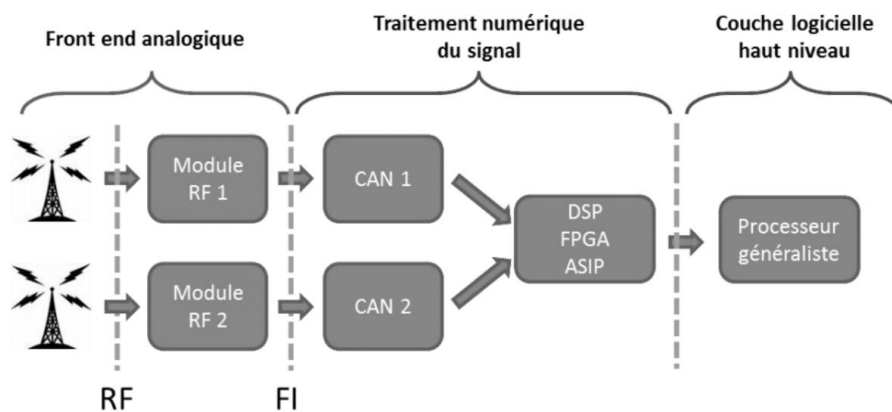 Front end analogique
Traitement numérique
du signal
Couche logicielle
haut niveau
Module
RF 1
CAN 1
DSP
FPGA
ASIP
Processeur
généraliste
Module
RF 2
CAN 2
RF
FI